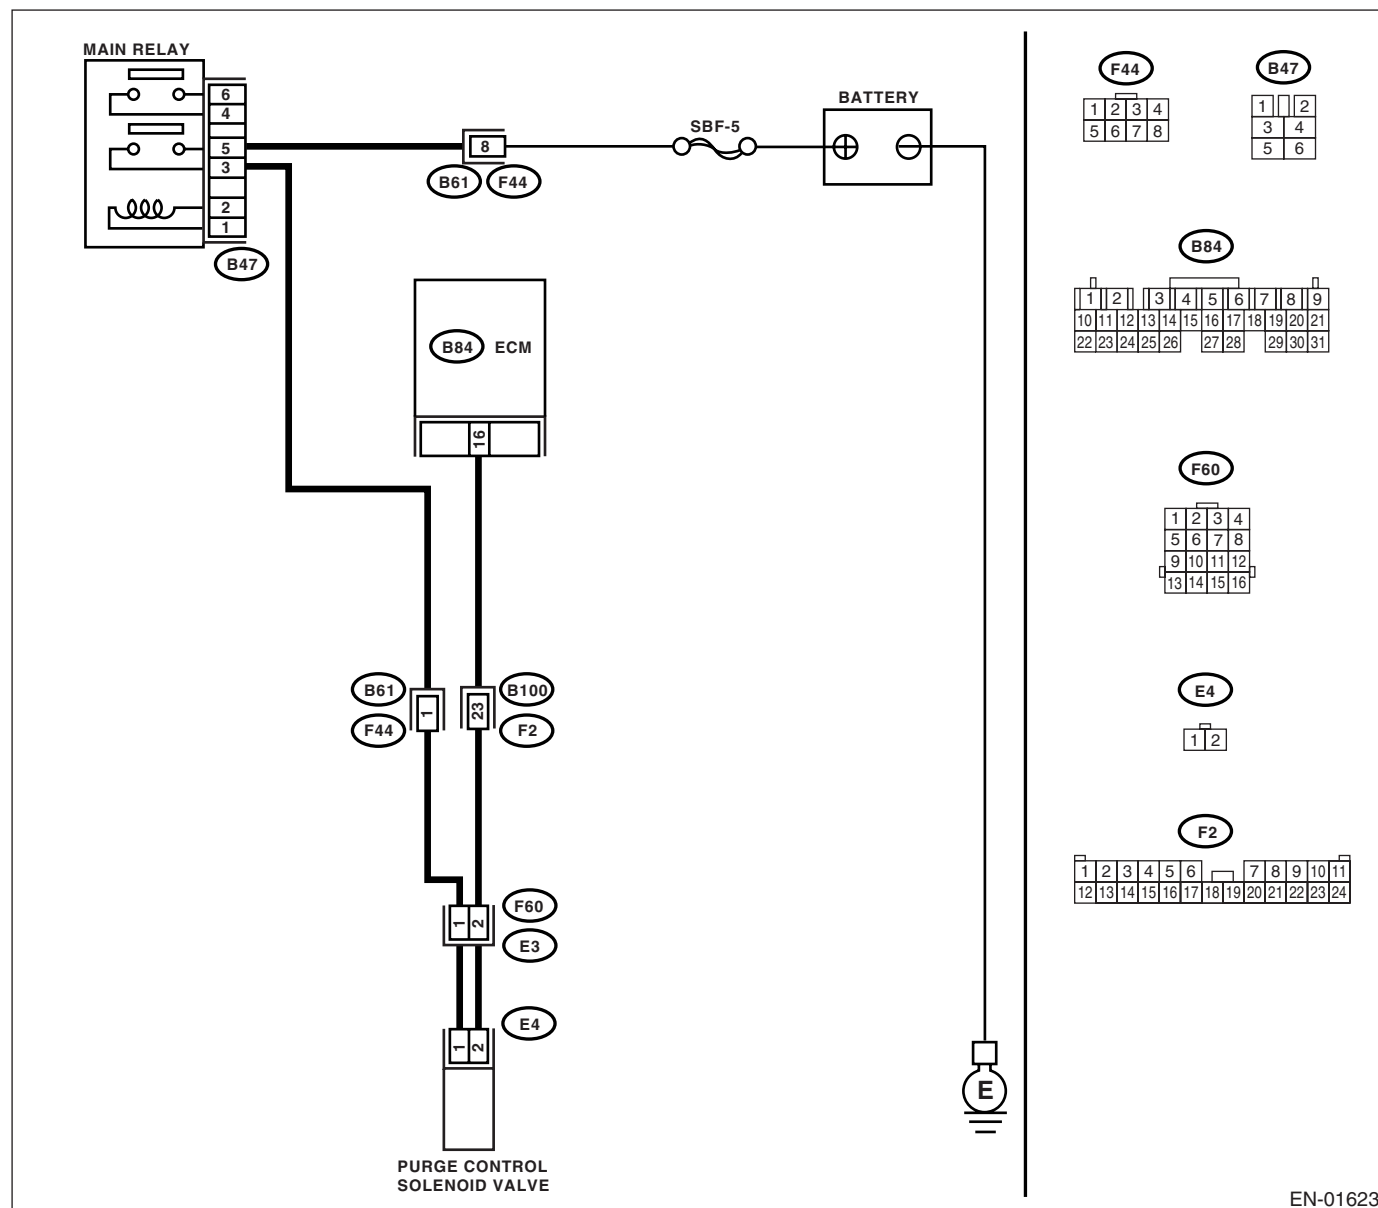 MAIN RELAY
6
4
5
3
2
1
B47
8
B61 F44
SBF-5
BATTERY
B84 ECM
16
B61
F44
1
B100
F2
23
1 2
F60
E3
E4
1 2
PURGE CONTROL
SOLENOID VALVE
E
F44
1 2 3 4
5 6 7 8
B47
1 2
3 4
5 6
B84
1 2 3 4 5 6 7 8 9
10 11 12 13 14 15 16 17 18 19 20 21
22 23 24 25 26 27 28 29 30 31
F60
1 2 3 4
5 6 7 8
9 10 11 12
13 14 15 16
E4
1 2
F2
1 2 3 4 5 6 7 8 9 10 11
12 13 14 15 16 17 18 19 20 21 22 23 24
EN-01623